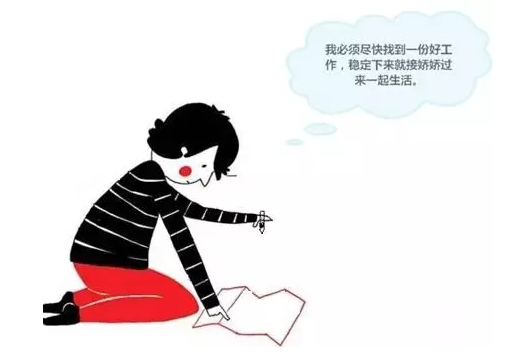 我必须尽快找到一份好工
作，稳定下来就接娇娇过
来一起生活。